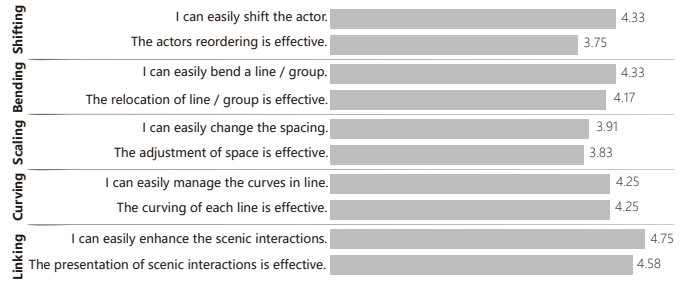 Shifting
I can easily shift the actor. 4.33
The actors reordering is effective. 3.75
Bending
I can easily bend a line / group. 4.33
The relocation of line / group is effective. 4.17
Scaling
I can easily change the spacing. 3.91
The adjustment of space is effective. 3.83
Curving
I can easily manage the curves in line. 4.25
The curving of each line is effective. 4.25
Linking
I can easily enhance the scenic interactions. 4.75
The presentation of scenic interactions is effective. 4.58